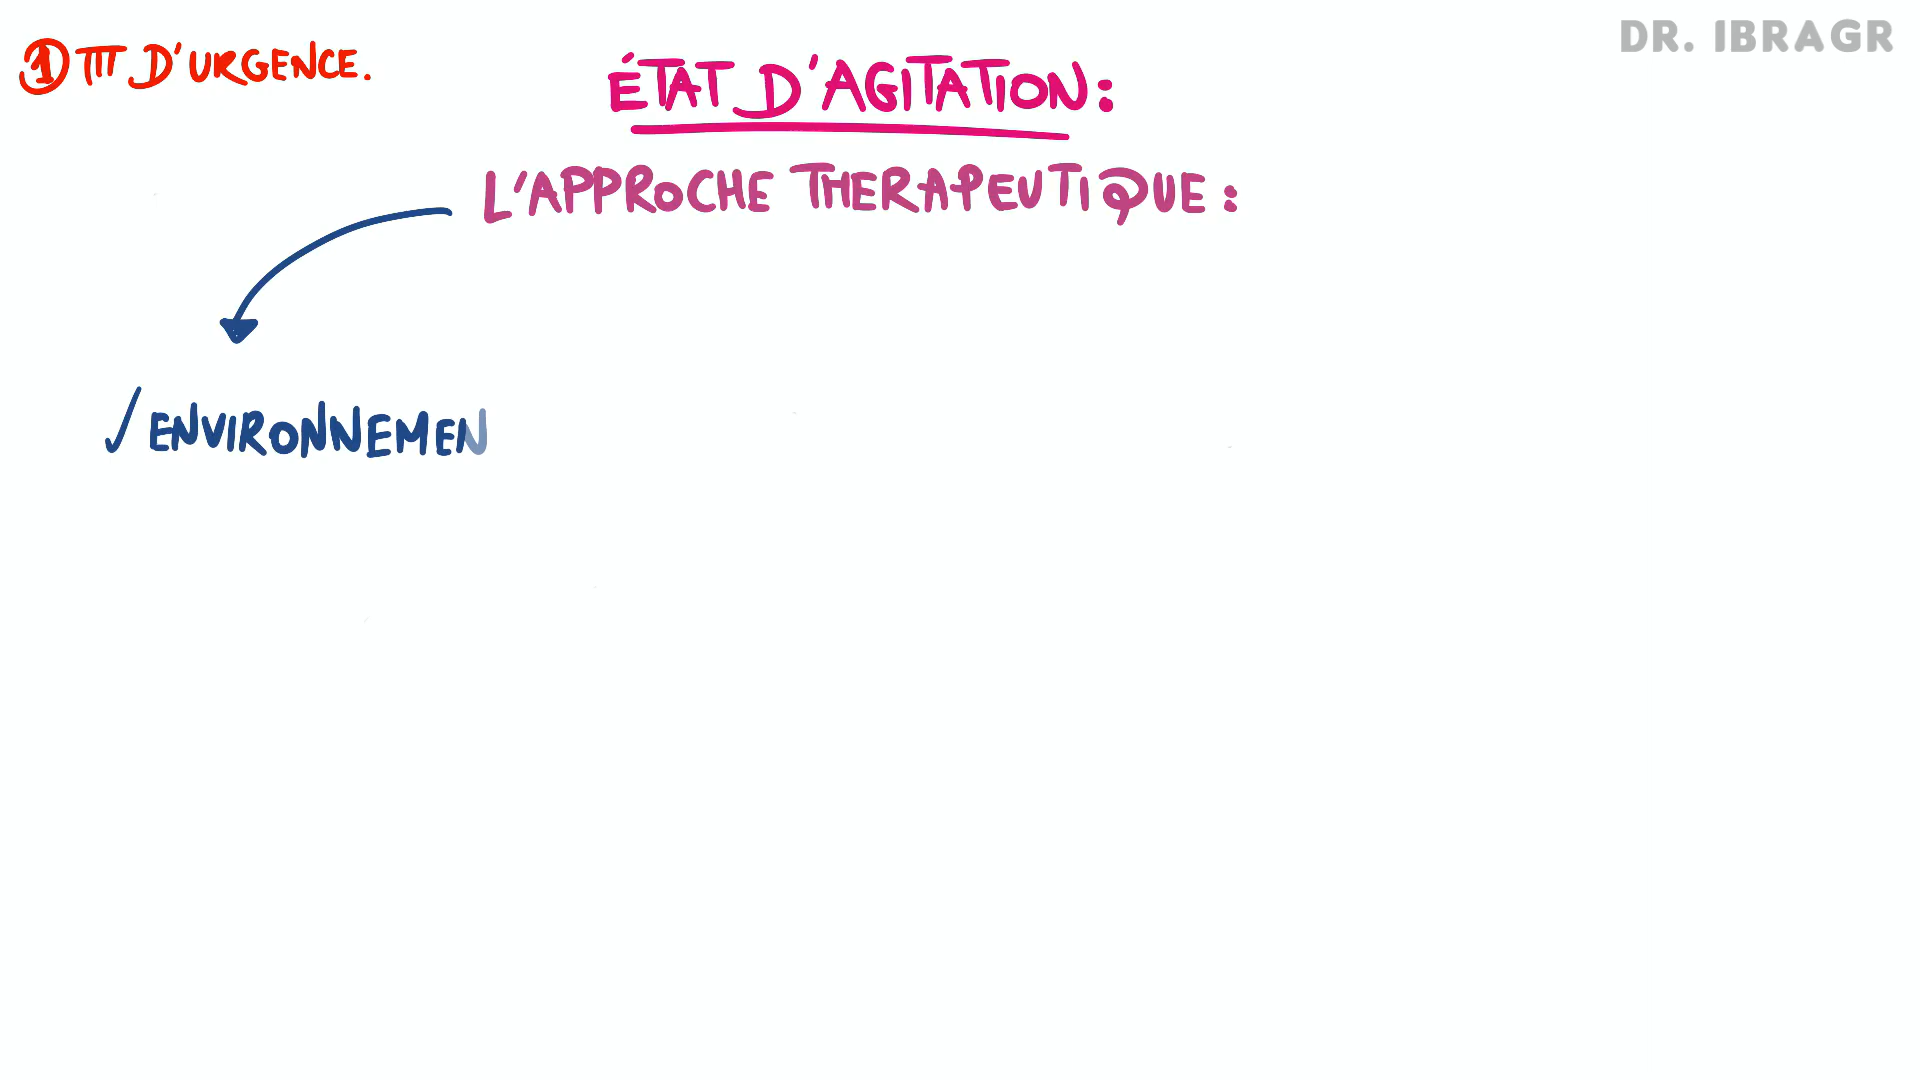 DR. IBRAGR
① TTT D'URGENCE.
ÉTAT D'AGITATION:
L'APPROCHE THERAPEUTIQUE:
✓ ENVIRONNEMEN